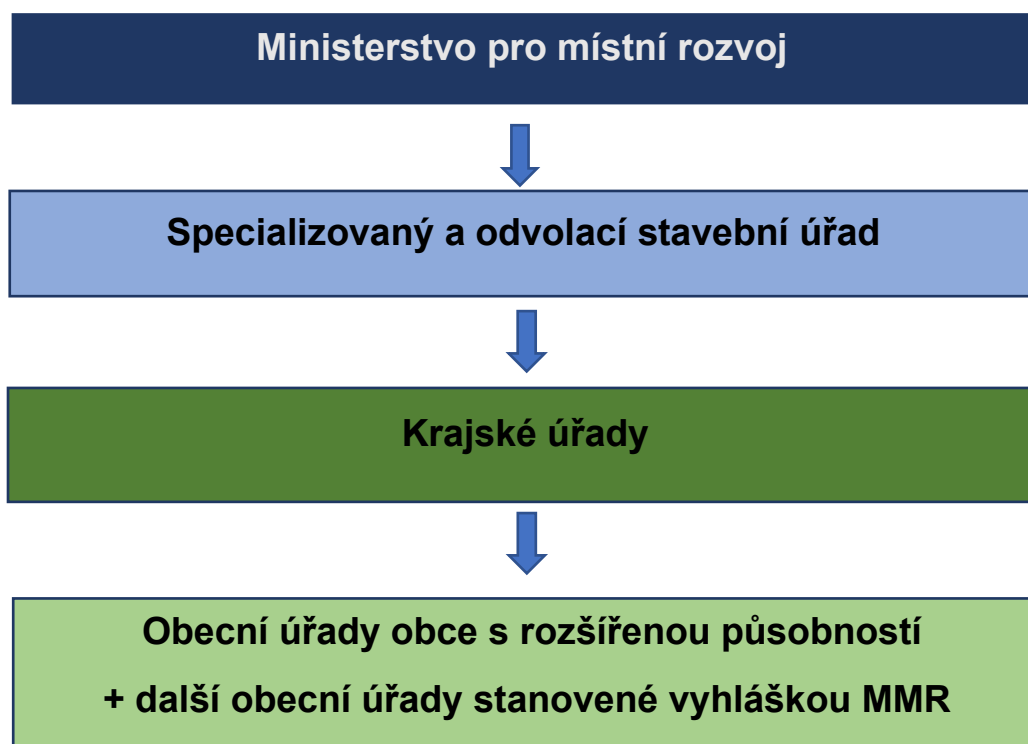 Ministerstvo pro místní rozvoj
Specializovaný a odvolací stavební úřad
Krajské úřady
Obecní úřady obce s rozšířenou působností
+ další obecní úřady stanovené vyhláškou MMR